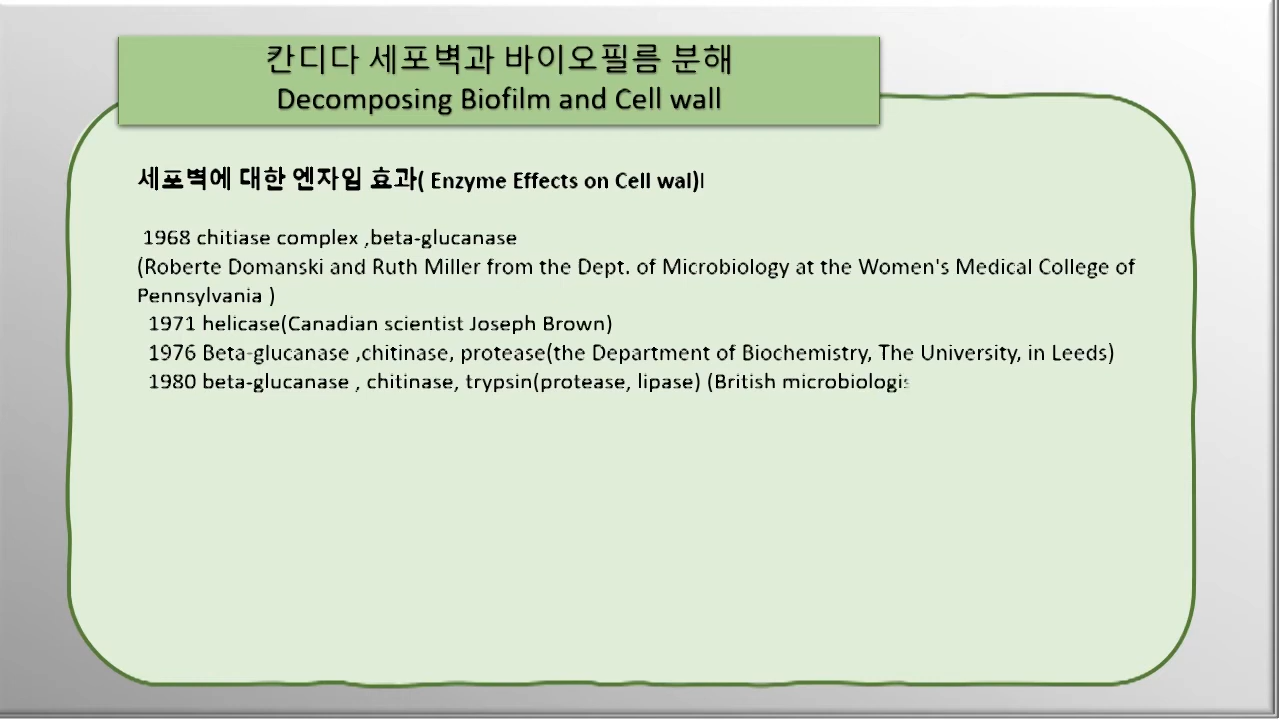 칸디다 세포벽과 바이오필름 분해
Decomposing Biofilm and Cell wall
세포벽에 대한 엔자임 효과( Enzyme Effects on Cell wal)l
1968 chitiase complex ,beta-glucanase
(Roberte Domanski and Ruth Miller from the Dept. of Microbiology at the Women's Medical College of
Pennsylvania )
1971 helicase(Canadian scientist Joseph Brown)
1976 Beta-glucanase ,chitinase, protease(the Department of Biochemistry, The University, in Leeds)
1980 beta-glucanase , chitinase, trypsin(protease, lipase) (British